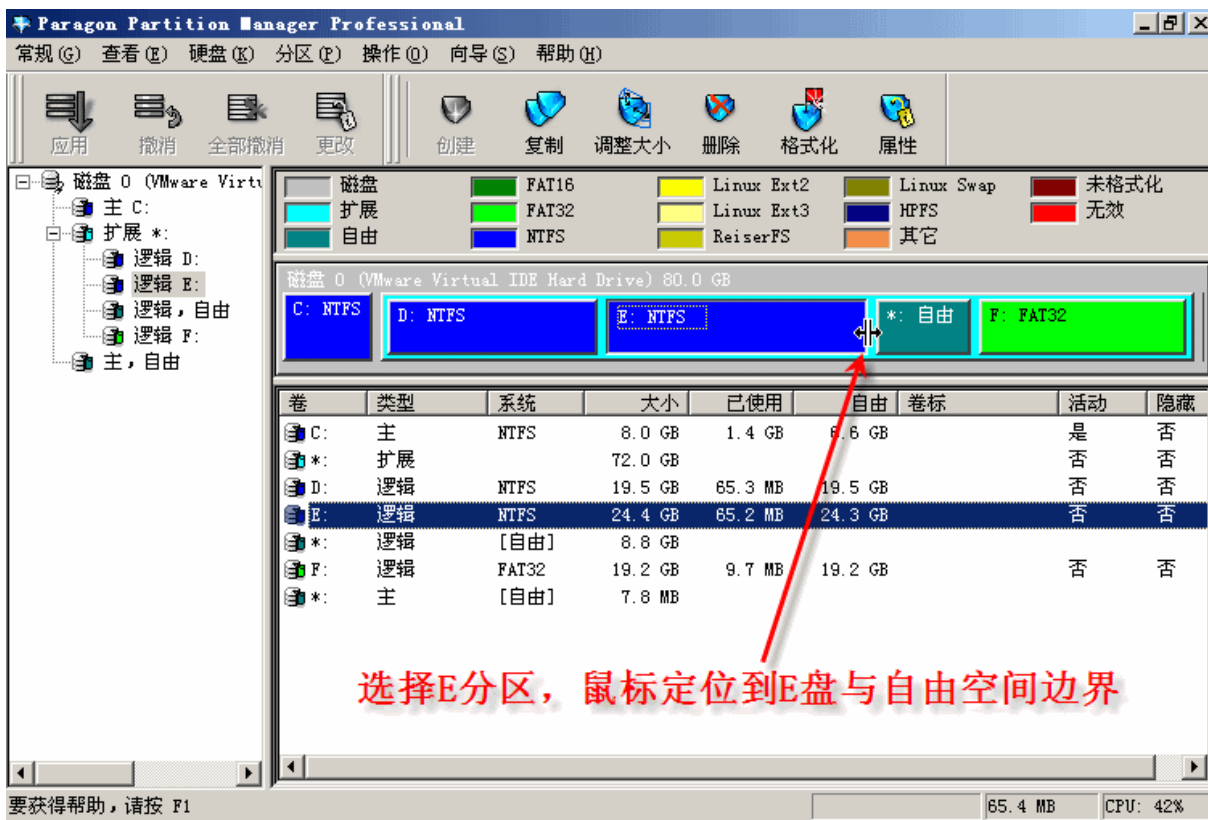 Paragon Partition Manager Professional
常规(G) 查看(E) 硬盘(K) 分区(P) 操作(O) 向导(S) 帮助(H)
应用 撤消 全部撤消 更改 创建 复制 调整大小 删除 格式化 属性
磁盘 0 (VMware Virtu
主 C:
扩展 *:
逻辑 D:
逻辑 E:
逻辑，自由
逻辑 F:
主，自由
磁盘 FAT16 Linux Ext2 Linux Swap 未格式化
扩展 FAT32 Linux Ext3 HPFS 无效
自由 NTFS ReiserFS 其它
磁盘 0 (VMware Virtual IDE Hard Drive) 80.0 GB
C: NTFS D: NTFS E: NTFS *: 自由 F: FAT32
卷 类型 系统 大小 已使用 自由 卷标 活动 隐藏
C: 主 NTFS 8.0 GB 1.4 GB 6.6 GB 是 否
*: 扩展 72.0 GB 否 否
D: 逻辑 NTFS 19.5 GB 65.3 MB 19.5 GB 否 否
E: 逻辑 NTFS 24.4 GB 65.2 MB 24.3 GB 否 否
*: 逻辑 [自由] 8.8 GB
F: 逻辑 FAT32 19.2 GB 9.7 MB 19.2 GB 否 否
*: 主 [自由] 7.8 MB
选择E分区，鼠标定位到E盘与自由空间边界
要获得帮助，请按 F1 65.4 MB CPU: 42%